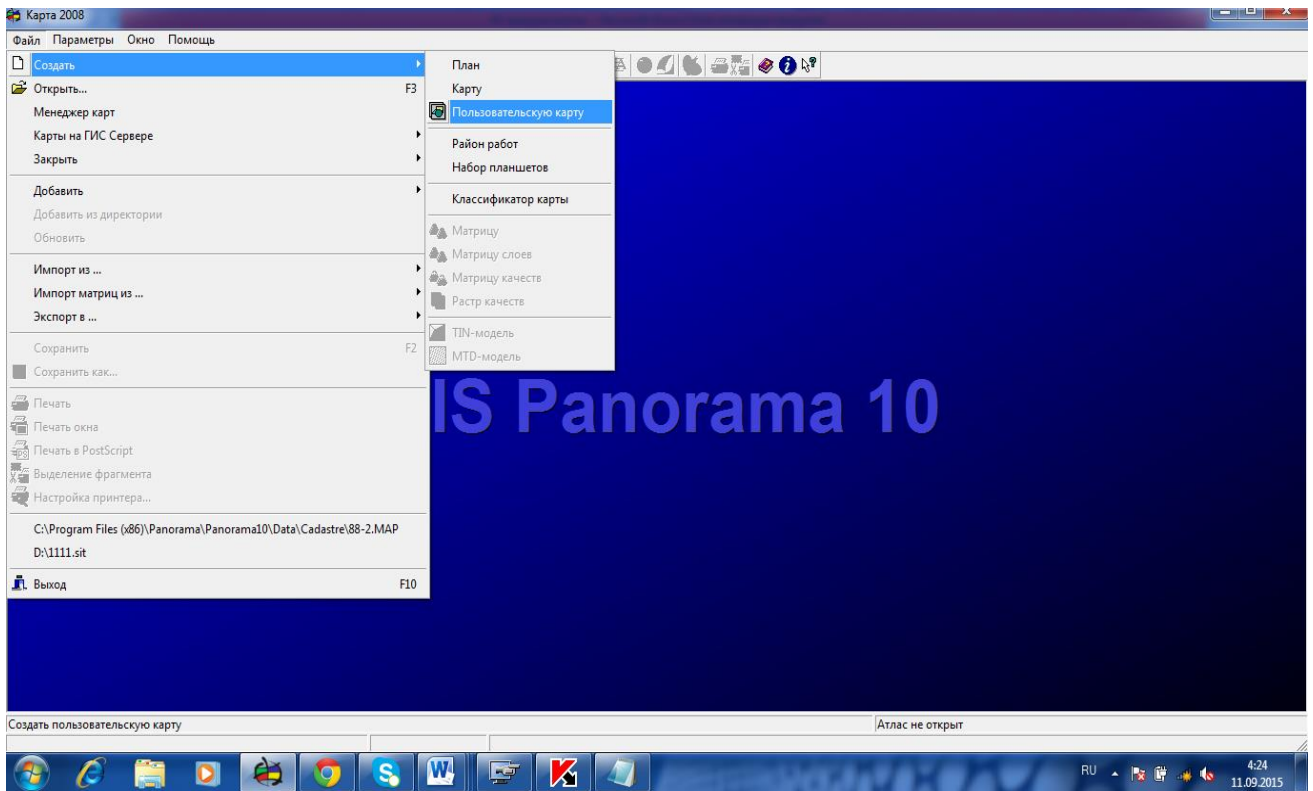 Карта 2008
Файл Параметры Окно Помощь
Создать
Открыть... F3
Менеджер карт
Карты на ГИС Сервере
Закрыть
Добавить
Добавить из директории
Обновить
Импорт из ...
Импорт матриц из ...
Экспорт в ...
Сохранить F2
Сохранить как...
Печать
Печать окна
Печать в PostScript
Выделение фрагмента
Настройка принтера...
C:\Program Files (x86)\Panorama\Panorama10\Data\Cadastre\88-2.MAP
D:\1111.sit
Выход F10
План
Карту
Пользовательскую карту
Район работ
Набор планшетов
Классификатор карты
Матрицу
Матрицу слоев
Матрицу качеств
Растр качеств
TIN-модель
MTD-модель
IS Panorama 10
Создать пользовательскую карту
Атлас не открыт
RU
4:24
11.09.2015